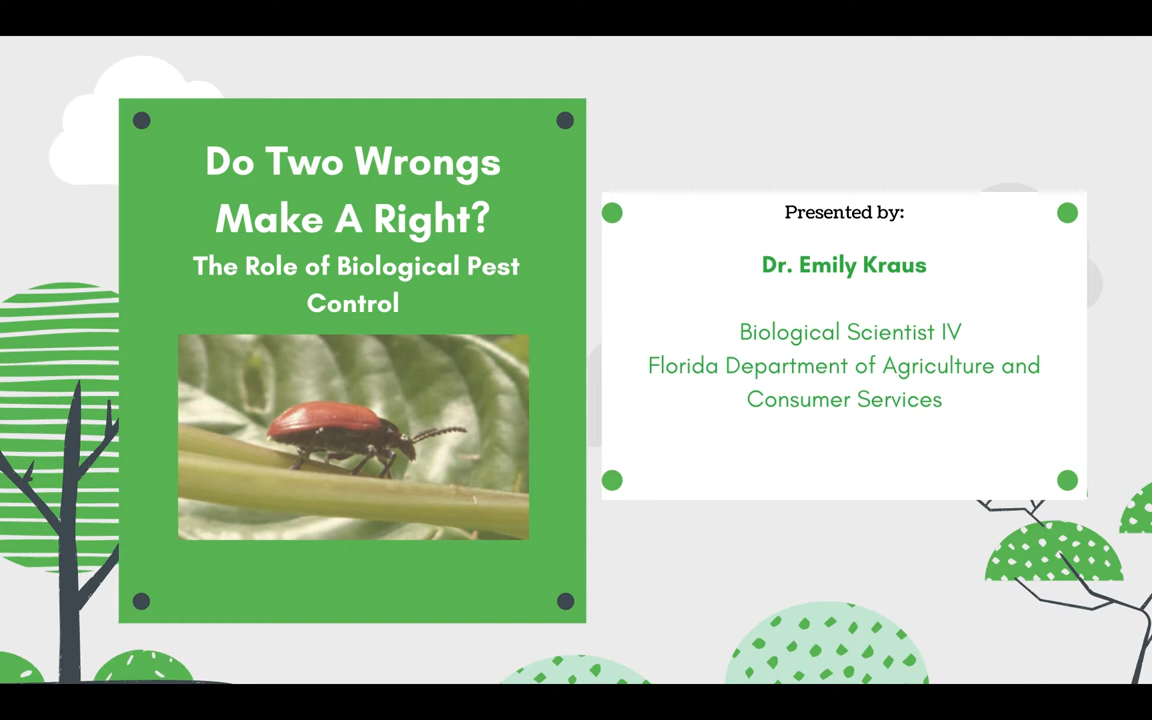 Do Two Wrongs
Make A Right?
The Role of Biological Pest
Control
Presented by:
Dr. Emily Kraus
Biological Scientist IV
Florida Department of Agriculture and
Consumer Services